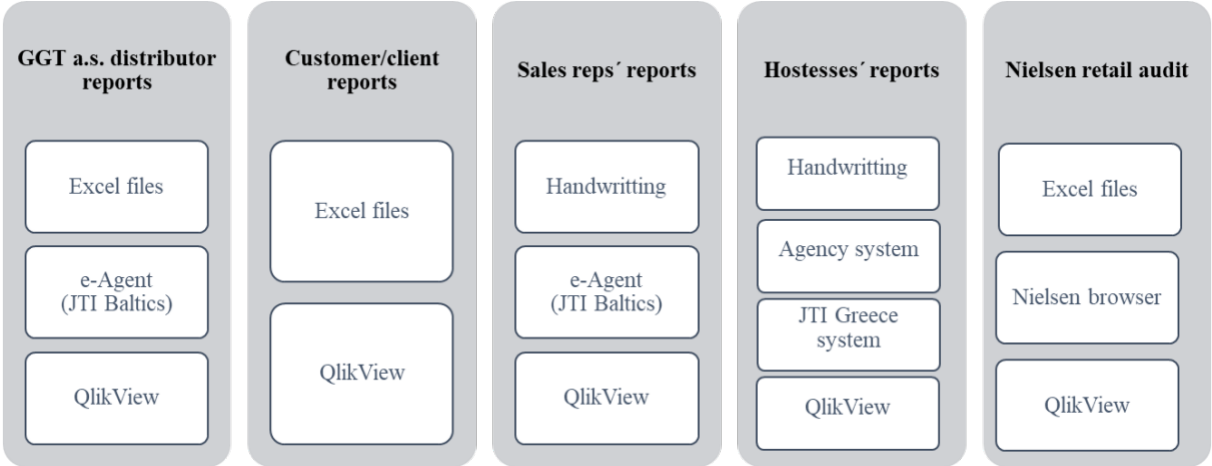 GGT a.s. distributor
reports
Excel files
e-Agent
(JTI Baltics)
QlikView
Customer/client
reports
Excel files
QlikView
Sales reps´ reports
Handwritting
e-Agent
(JTI Baltics)
QlikView
Hostesses´ reports
Handwritting
Agency system
JTI Greece
system
QlikView
Nielsen retail audit
Excel files
Nielsen browser
QlikView